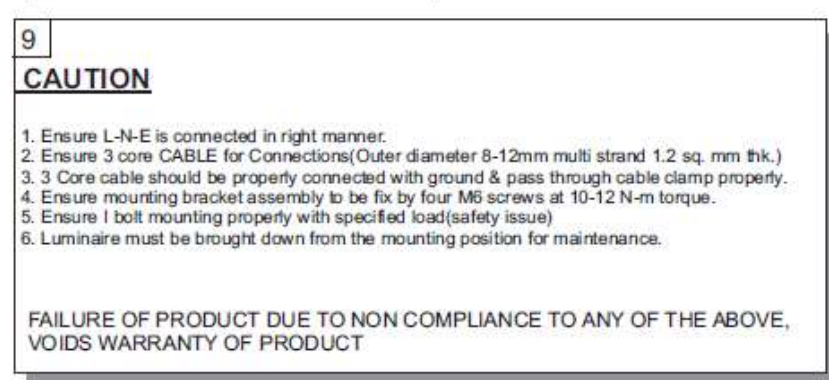 9
CAUTION
1. Ensure L-N-E is connected in right manner.
2. Ensure 3 core CABLE for Connections(Outer diameter 8-12mm multi strand 1.2 sq. mm thk.)
3. 3 Core cable should be properly connected with ground & pass through cable clamp properly.
4. Ensure mounting bracket assembly to be fix by four M6 screws at 10-12 N-m torque.
5. Ensure I bolt mounting properly with specified load(safety issue)
6. Luminaire must be brought down from the mounting position for maintenance.
FAILURE OF PRODUCT DUE TO NON COMPLIANCE TO ANY OF THE ABOVE,
VOIDS WARRANTY OF PRODUCT